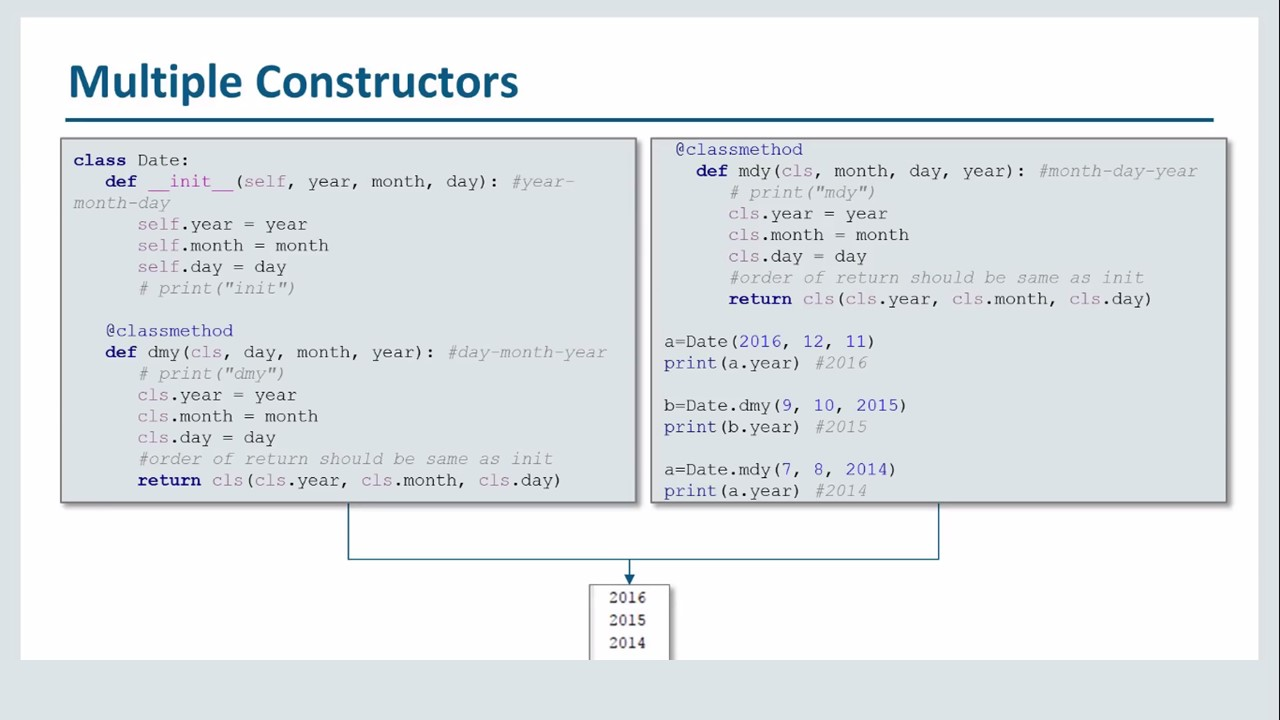 Multiple Constructors
class Date:
def __init__(self, year, month, day): #year-
month-day
self.year = year
self.month = month
self.day = day
# print("init")
@classmethod
def dmy(cls, day, month, year): #day-month-year
# print("dmy")
cls.year = year
cls.month = month
cls.day = day
#order of return should be same as init
return cls(cls.year, cls.month, cls.day)
@classmethod
def mdy(cls, month, day, year): #month-day-year
# print("mdy")
cls.year = year
cls.month = month
cls.day = day
#order of return should be same as init
return cls(cls.year, cls.month, cls.day)
a=Date(2016, 12, 11)
print(a.year) #2016
b=Date.dmy(9, 10, 2015)
print(b.year) #2015
a=Date.mdy(7, 8, 2014)
print(a.year) #2014
2016
2015
2014